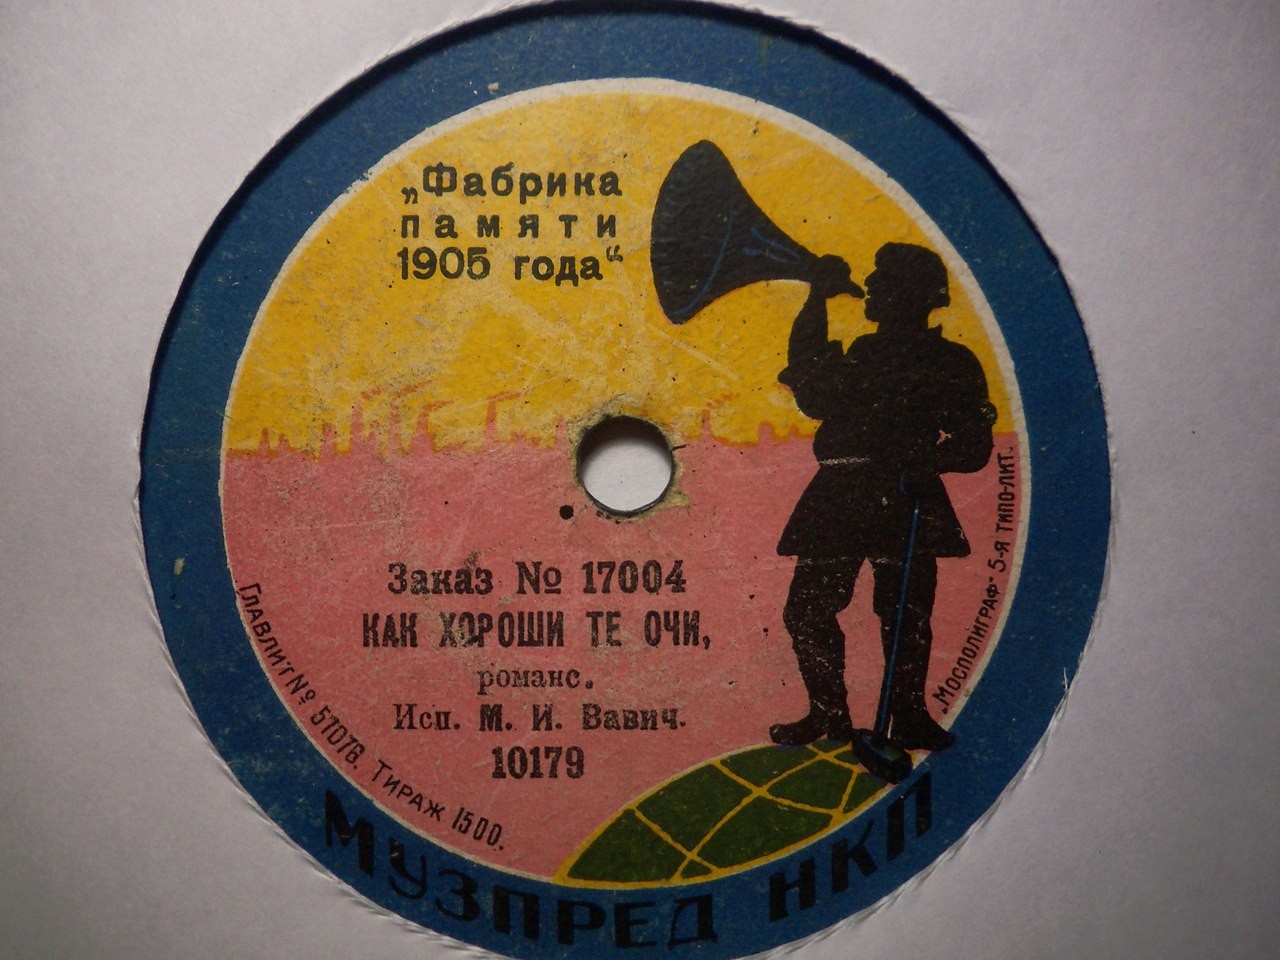 „Фабрика
памяти
1905 года“
Заказ № 17004
КАК ХОРОШИ ТЕ ОЧИ,
романс.
Исп. М. И. Вавич.
10179
Главлит № 57078. Тираж 1500.
„Мосполиграф" 5-я типо-лит.
МУЗПРЕД НКП